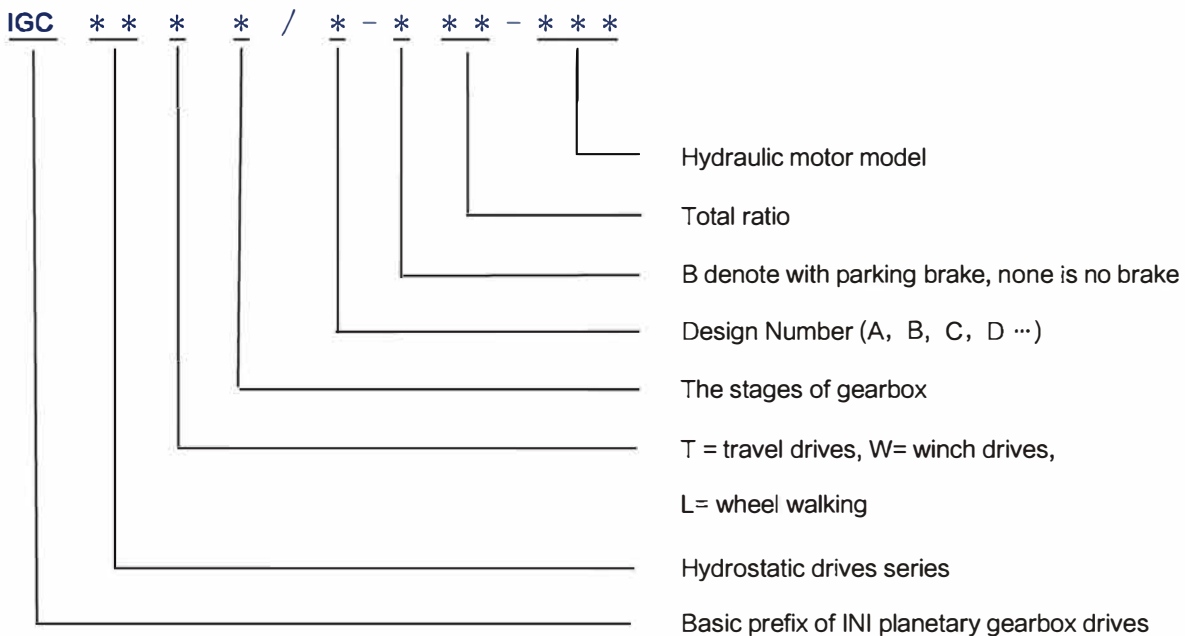 IGC * * * * / * - * * * - * * *
Hydraulic motor model
Total ratio
B denote with parking brake, none is no brake
Design Number (A, B, C, D ···)
The stages of gearbox
T = travel drives, W= winch drives,
L= wheel walking
Hydrostatic drives series
Basic prefix of INI planetary gearbox drives